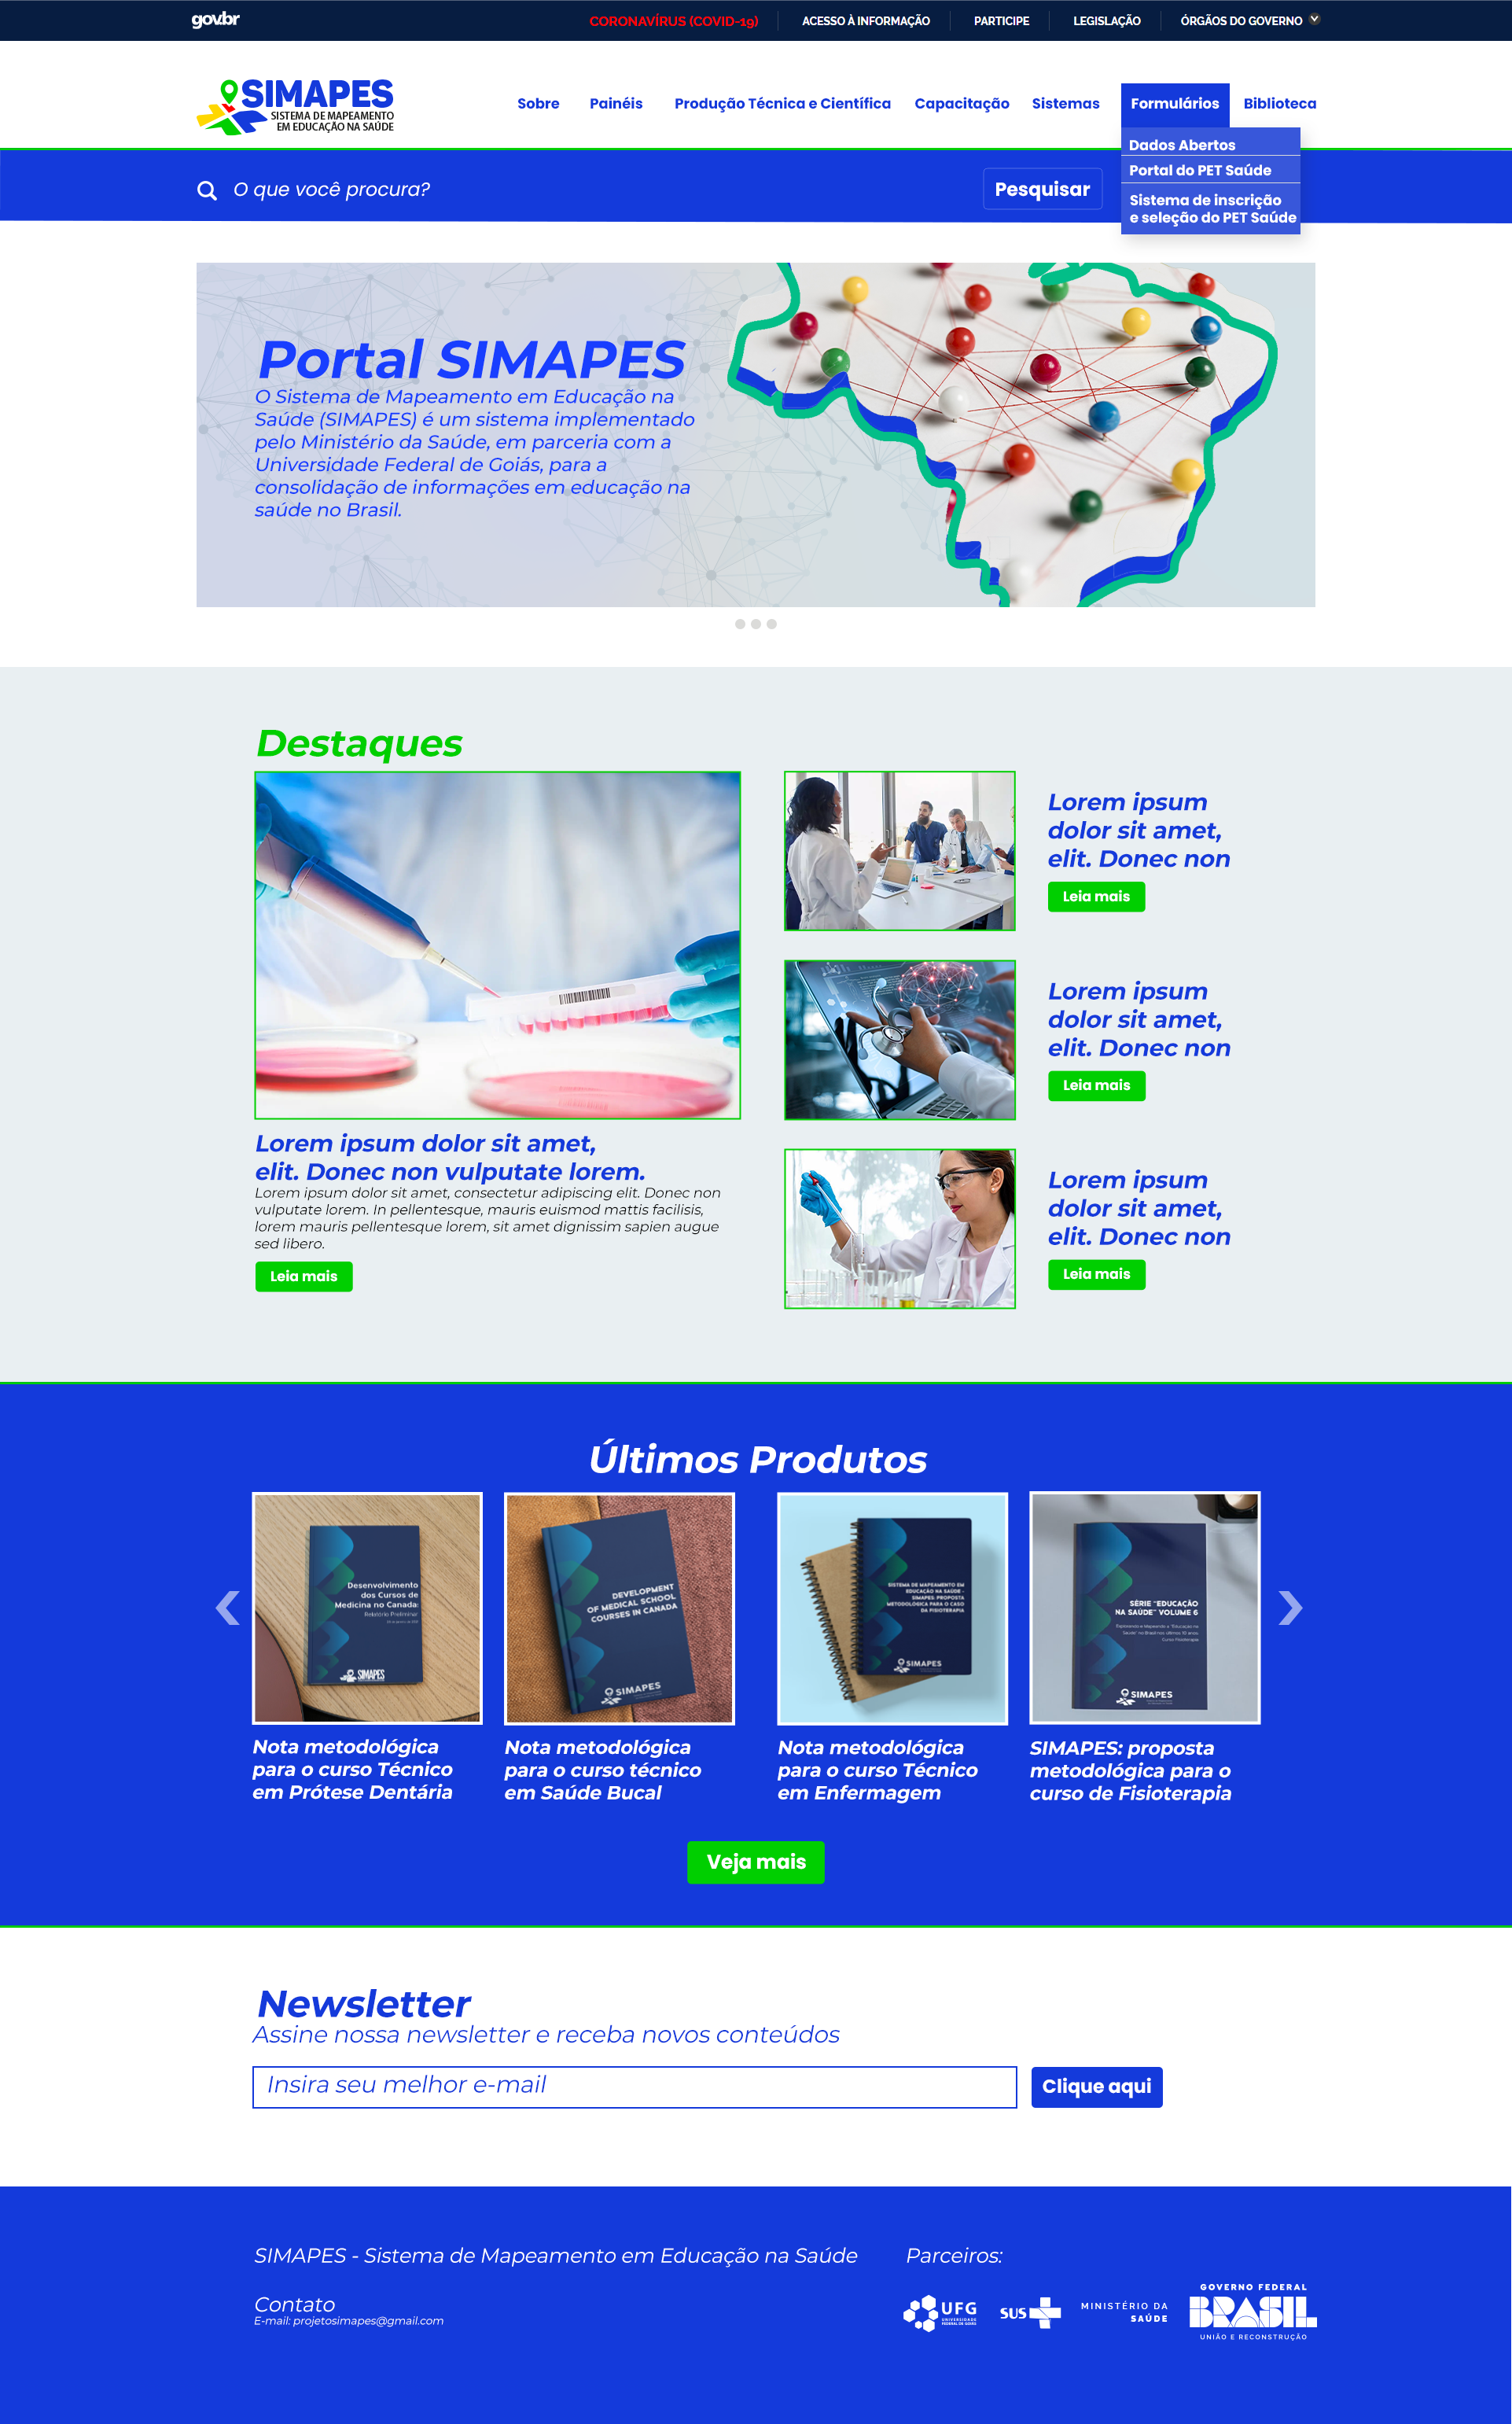 govbr
CORONAVÍRUS (COVID-19)
ACESSO À INFORMAÇÃO
PARTICIPE
LEGISLAÇÃO
ÓRGÃOS DO GOVERNO
SIMAPES
SISTEMA DE MAPEAMENTO
EM EDUCAÇÃO NA SAÚDE
Sobre
Painéis
Produção Técnica e Científica
Capacitação
Sistemas
Formulários
Biblioteca
Dados Abertos
Portal do PET Saúde
Sistema de inscrição
e seleção do PET Saúde
O que você procura?
Pesquisar
Portal SIMAPES
O Sistema de Mapeamento em Educação na
Saúde (SIMAPES) é um sistema implementado
pelo Ministério da Saúde, em parceria com a
Universidade Federal de Goiás, para a
consolidação de informações em educação na
saúde no Brasil.
Destaques
Lorem ipsum dolor sit amet,
elit. Donec non vulputate lorem.
Lorem ipsum dolor sit amet, consectetur adipiscing elit. Donec non
vulputate lorem. In pellentesque, mauris euismod mattis facilisis,
lorem mauris pellentesque lorem, sit amet dignissim sapien augue
sed libero.
Leia mais
Lorem ipsum
dolor sit amet,
elit. Donec non
Leia mais
Lorem ipsum
dolor sit amet,
elit. Donec non
Leia mais
Lorem ipsum
dolor sit amet,
elit. Donec non
Leia mais
Últimos Produtos
Desenvolvimento
dos Cursos de
Medicina no Canadá:
Relatório Preliminar
SIMAPES
DEVELOPMENT
OF MEDICAL SCHOOL
COURSES IN CANADA
SIMAPES
SISTEMA DE MAPEAMENTO EM
EDUCAÇÃO NA SAÚDE -
SIMAPES: PROPOSTA
METODOLÓGICA PARA O CASO
DA FISIOTERAPIA
SIMAPES
SÉRIE "EDUCAÇÃO
NA SAÚDE" VOLUME 6
SIMAPES
Nota metodológica
para o curso Técnico
em Prótese Dentária
Nota metodológica
para o curso técnico
em Saúde Bucal
Nota metodológica
para o curso Técnico
em Enfermagem
SIMAPES: proposta
metodológica para o
curso de Fisioterapia
Veja mais
Newsletter
Assine nossa newsletter e receba novos conteúdos
Insira seu melhor e-mail
Clique aqui
SIMAPES - Sistema de Mapeamento em Educação na Saúde
Contato
E-mail: projetosimapes@gmail.com
Parceiros:
UFG
UNIVERSIDADE
FEDERAL DE GOIÁS
SUS
MINISTÉRIO DA
SAÚDE
GOVERNO FEDERAL
BRASIL
UNIÃO E RECONSTRUÇÃO